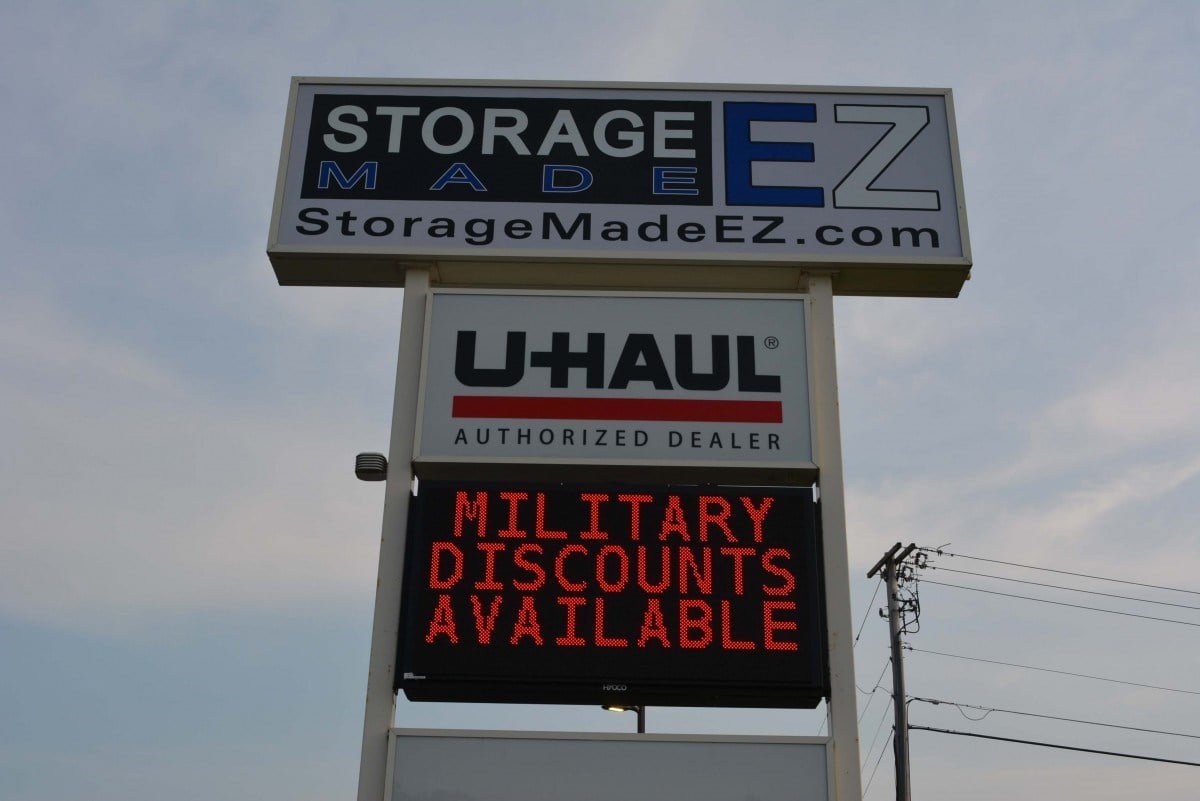 STORAGE EZ
MADE
StorageMadeEZ.com
U-HAUL®
AUTHORIZED DEALER
MILITARY
DISCOUNTS
AVAILABLE